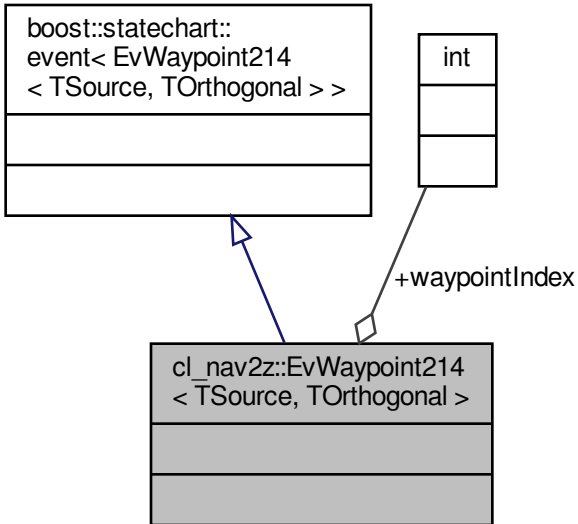 boost::statechart::
event< EvWaypoint214
< TSource, TOrthogonal > >
int
+waypointIndex
cl_nav2z::EvWaypoint214
< TSource, TOrthogonal >